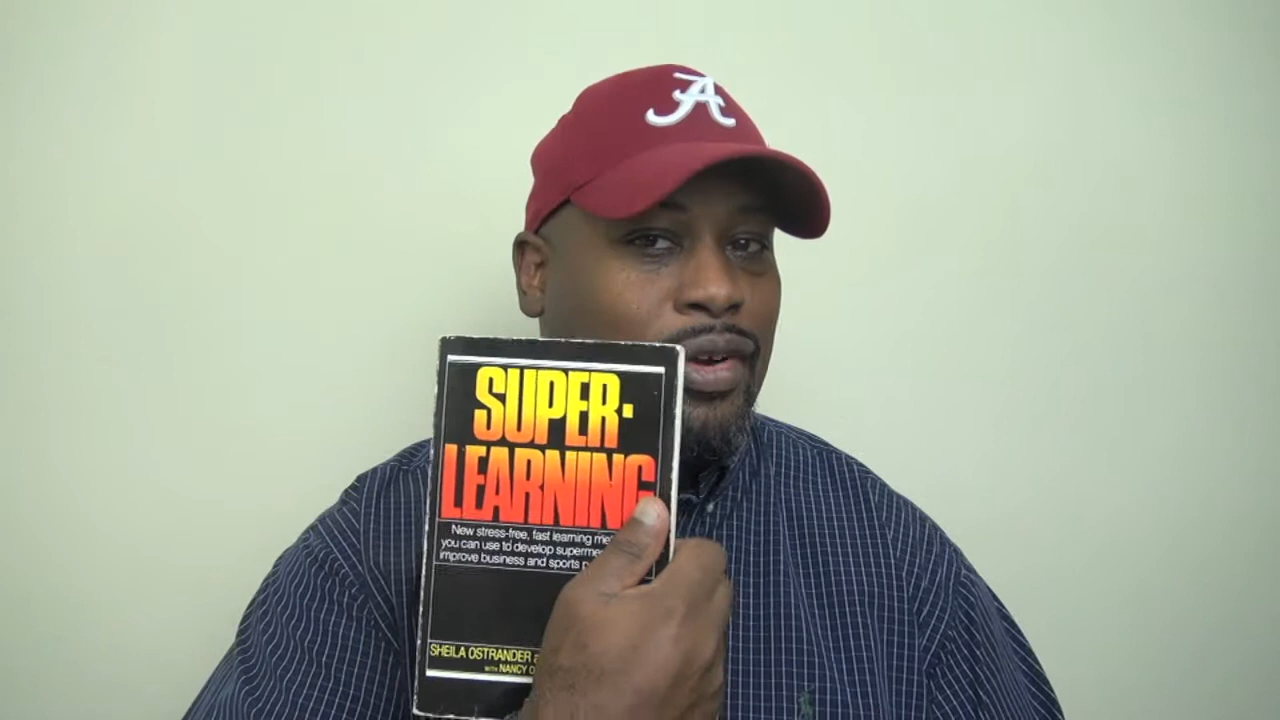 A
SUPER-
LEARNING
New stress-free, fast learning
you can use to develop
improve business and sports
SHEILA OSTRANDER
WITH NANCY